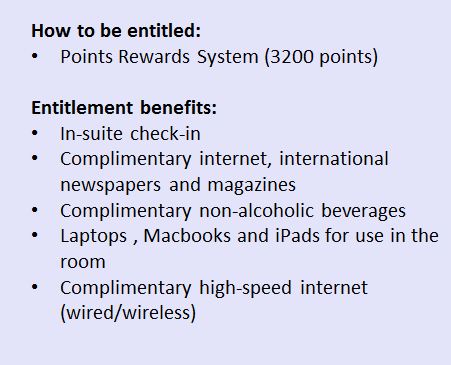 How to be entitled:
• Points Rewards System (3200 points)
Entitlement benefits:
• In-suite check-in
• Complimentary internet, international
newspapers and magazines
• Complimentary non-alcoholic beverages
• Laptops , Macbooks and iPads for use in the
room
• Complimentary high-speed internet
(wired/wireless)